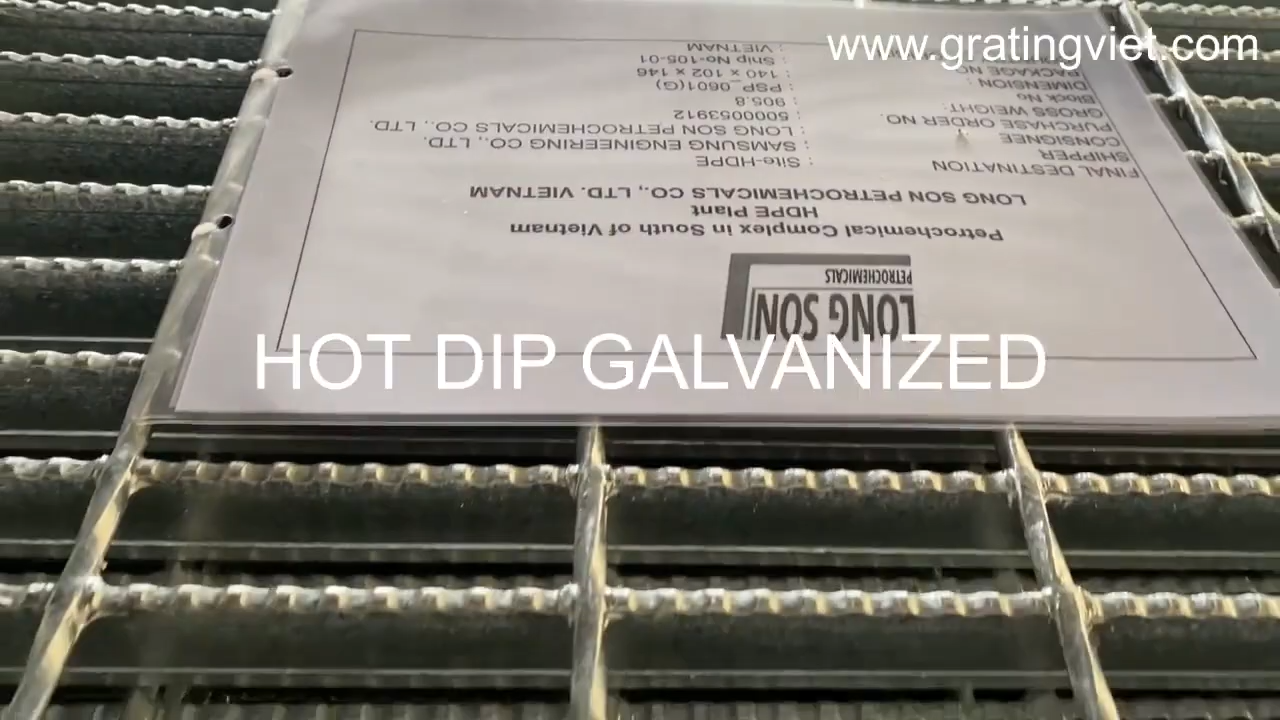 www.gratingviet.com
HOT DIP GALVANIZED
LONG SON
PETROCHEMICALS
Petrochemical Complex in South of Vietnam
HDPE Plant
LONG SON PETROCHEMICALS CO., LTD. VIETNAM
FINAL DESTINATION : Site-HDPE
SHIPPER : SAMSUNG ENGINEERING CO., LTD.
CONSIGNEE : LONG SON PETROCHEMICALS CO., LTD.
PURCHASE ORDER NO. : 5000053912
GROSS WEIGHT: : 905.8
Block No : PSP_0601(G)
DIMENSION : : 140 x 102 x 146
PACKAGE NO : Ship No-105-01
: VIETNAM